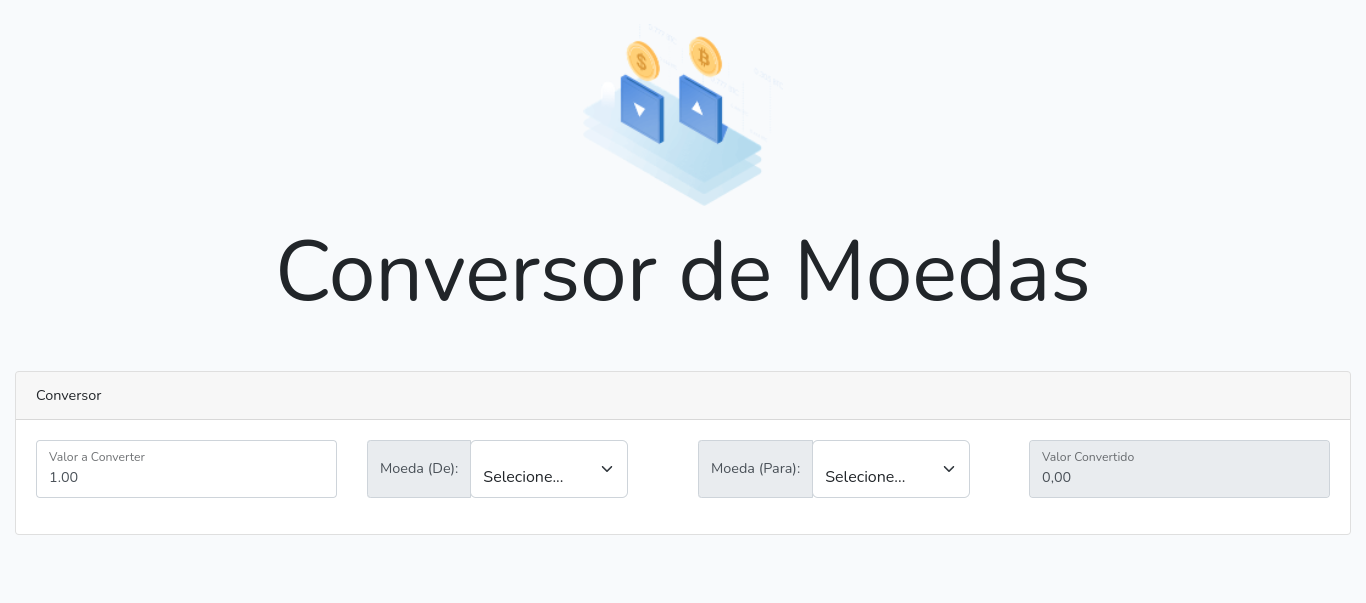 Conversor de Moedas
Conversor
Valor a Converter
1.00
Moeda (De):
Selecione...
Moeda (Para):
Selecione...
Valor Convertido
0,00